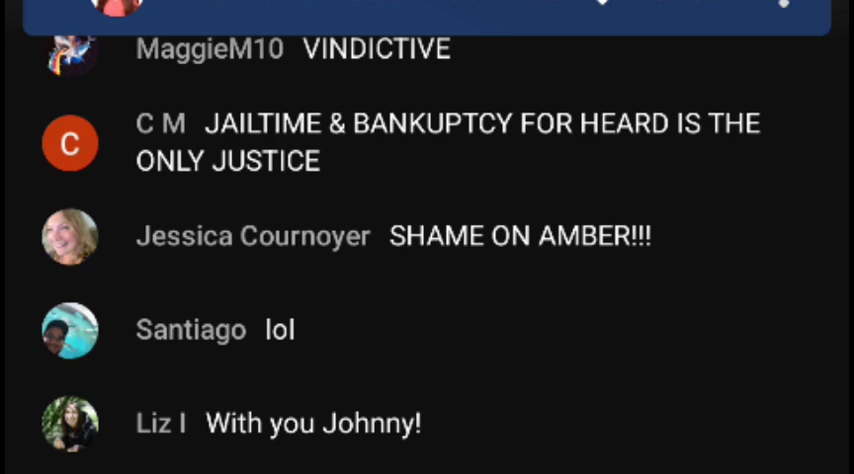 MaggieM10 VINDICTIVE
C
C M JAILTIME & BANKUPTCY FOR HEARD IS THE
ONLY JUSTICE
Jessica Cournoyer SHAME ON AMBER!!!
Santiago lol
Liz I With you Johnny!